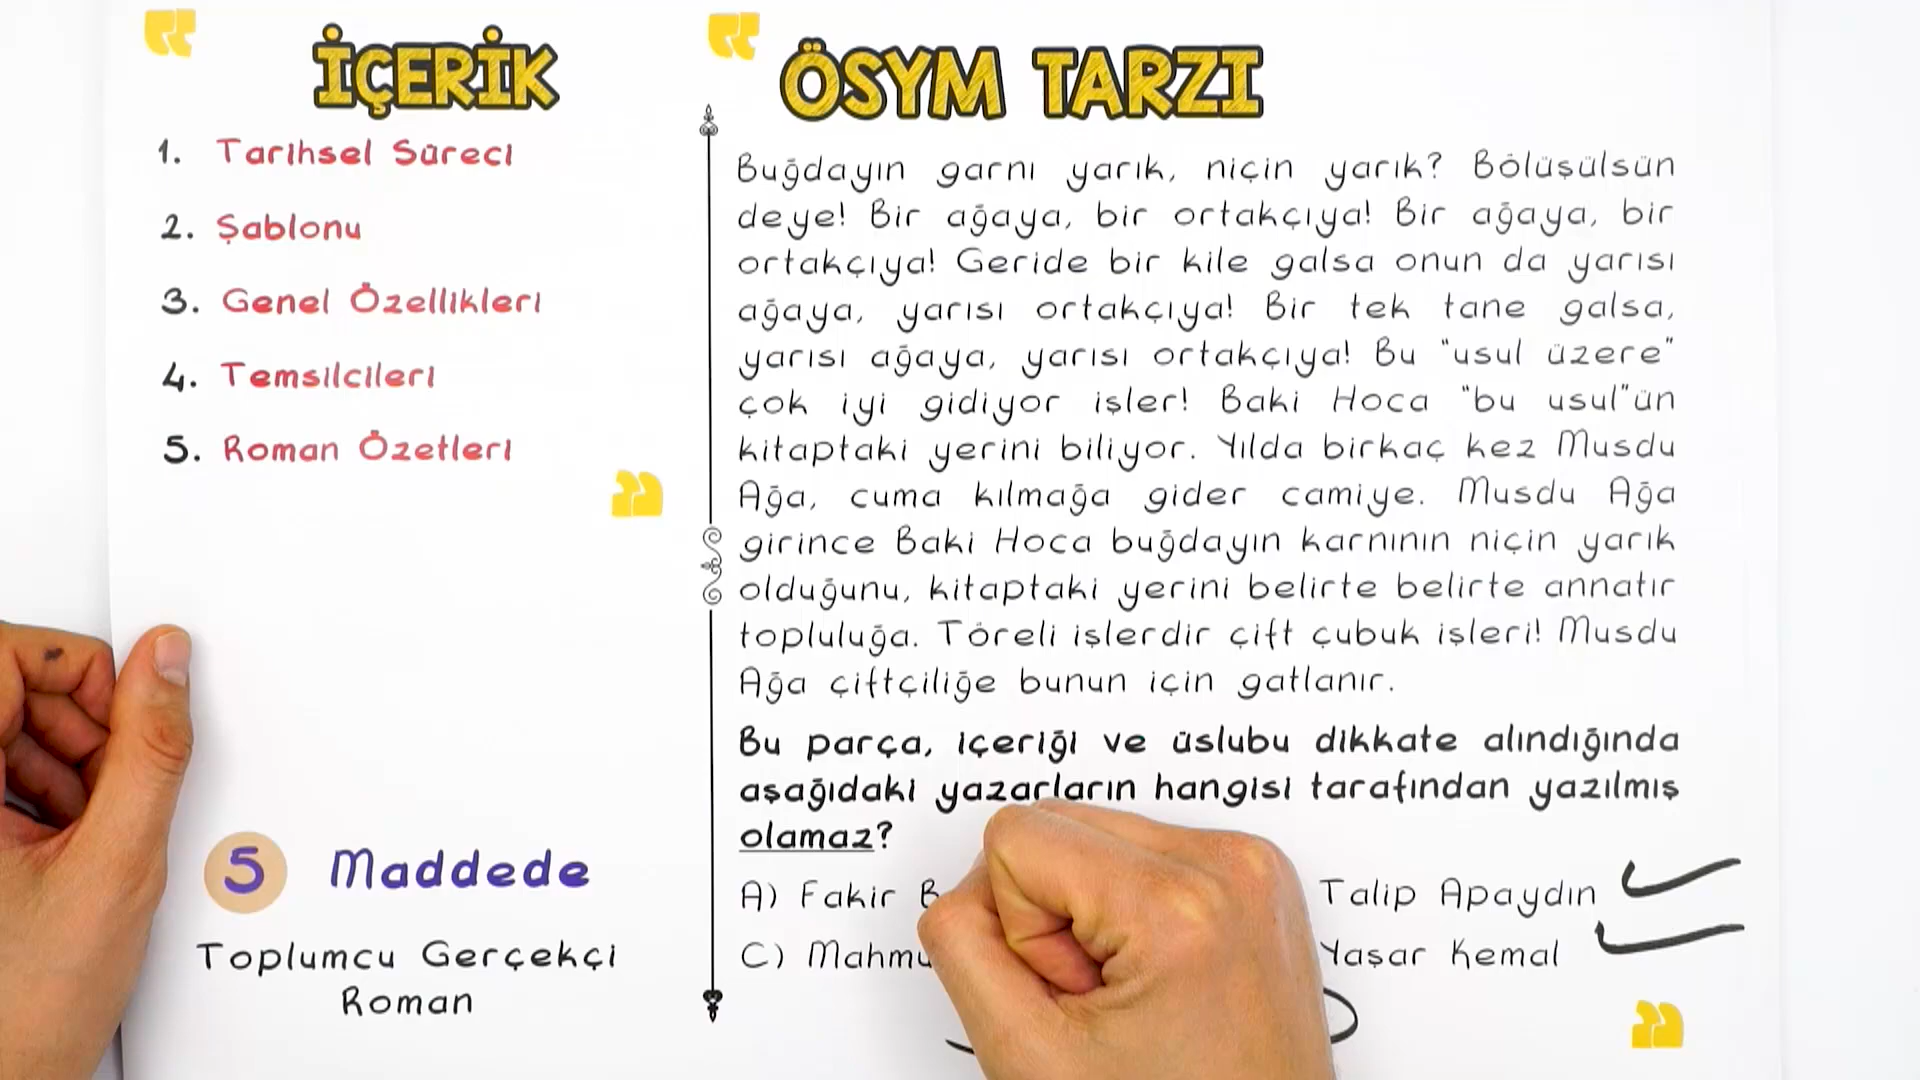 İÇERİK
1. Tarihsel Süreci
2. Şablonu
3. Genel Özellikleri
4. Temsilcileri
5. Roman Özetleri
5 Maddede
Toplumcu Gerçekçi
Roman
ÖSYM TARZI
Buğdayın garnı yarık, niçin yarık? Bölüşülsün
deye! Bir ağaya, bir ortakçıya! Bir ağaya, bir
ortakçıya! Geride bir kile galsa onun da yarısı
ağaya, yarısı ortakçıya! Bir tek tane galsa,
yarısı ağaya, yarısı ortakçıya! Bu "usul üzere"
çok iyi gidiyor işler! Baki Hoca "bu usul"ün
kitaptaki yerini biliyor. Yılda birkaç kez Musdu
Ağa, cuma kılmağa gider camiye. Musdu Ağa
girince Baki Hoca buğdayın karnının niçin yarık
olduğunu, kitaptaki yerini belirte belirte annatır
topluluğa. Töreli işlerdir çift çubuk işleri! Musdu
Ağa çiftçiliğe bunun için gatlanır.
Bu parça, içeriği ve üslubu dikkate alındığında
aşağıdaki yazarların hangisi tarafından yazılmış
olamaz?
A) Fakir Talip Apaydın
C) Yaşar Kemal